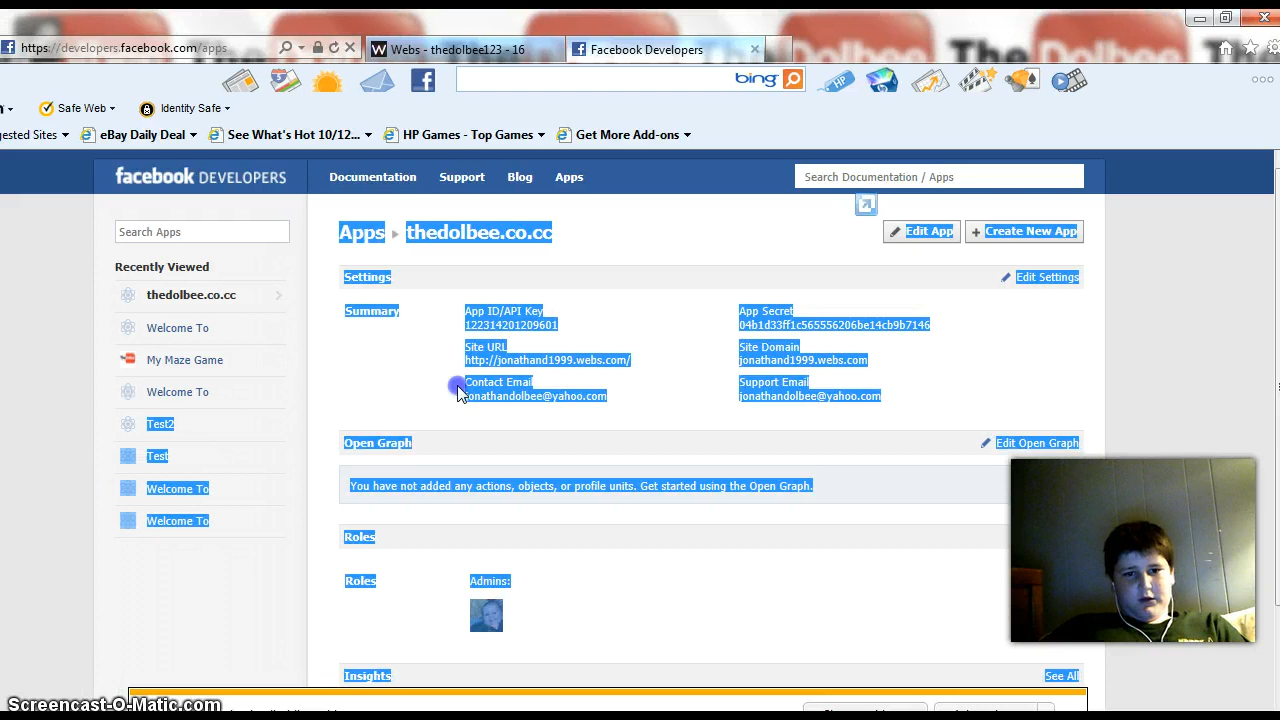 The Dolbee
https://developers.facebook.com/apps
Webs - thedolbee123 - 16
Facebook Developers
bing
HP
Safe Web
Identity Safe
ested Sites
eBay Daily Deal
See What's Hot 10/12...
HP Games - Top Games
Get More Add-ons
facebook DEVELOPERS
Documentation
Support
Blog
Apps
Search Documentation / Apps
Search Apps
Apps
thedolbee.co.cc
Edit App
Create New App
Recently Viewed
thedolbee.co.cc
Welcome To
My Maze Game
Welcome To
Test2
Test
Welcome To
Welcome To
Settings
Edit Settings
Summary
App ID/API Key
122314201209601
App Secret
04b1d33ff1c565556206be14cb9b7146
Site URL
http://jonathand1999.webs.com/
Site Domain
jonathand1999.webs.com
Contact Email
jonathandolbee@yahoo.com
Support Email
jonathandolbee@yahoo.com
Open Graph
Edit Open Graph
You have not added any actions, objects, or profile units. Get started using the Open Graph.
Roles
Roles
Admins:
Insights
See All
Screencast-O-Matic.com